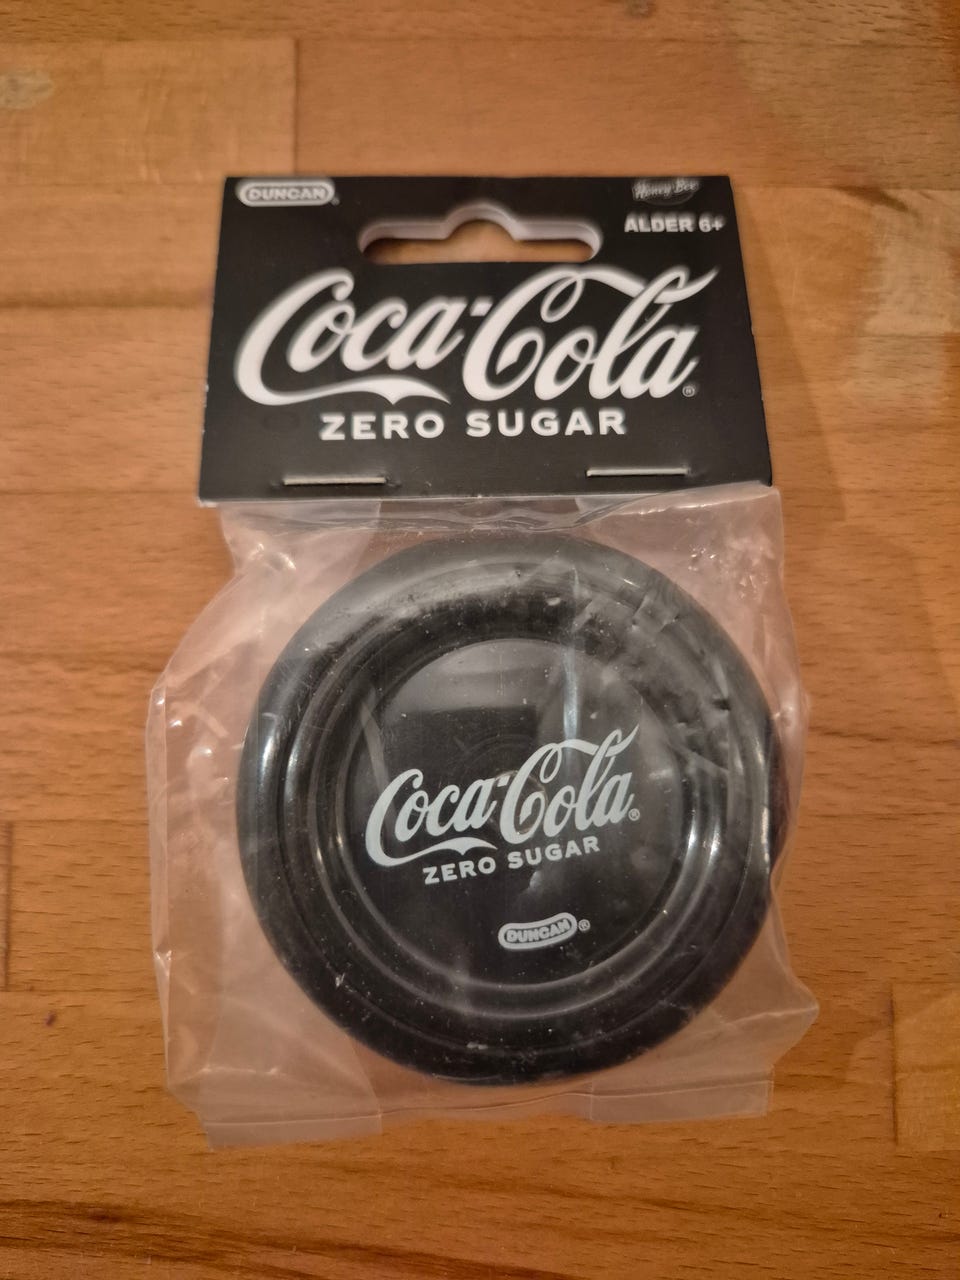 DUNCAN
Honey Bee
ALDER 6+
Coca-Cola®
ZERO SUGAR
Coca-Cola®
ZERO SUGAR
DUNCAN®